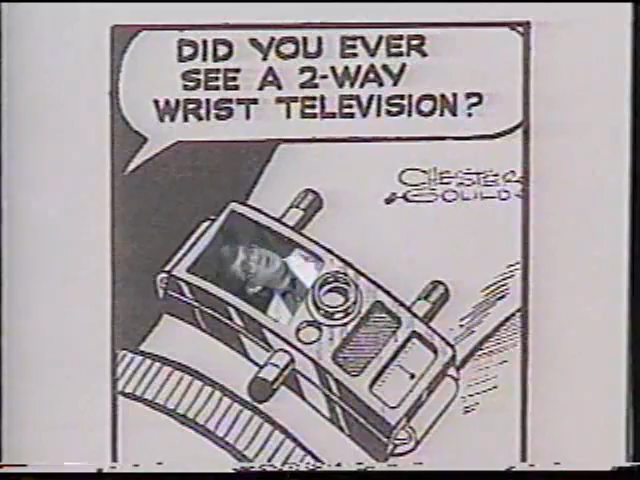 DID YOU EVER
SEE A 2-WAY
WRIST TELEVISION?
CHESTER
GOULD